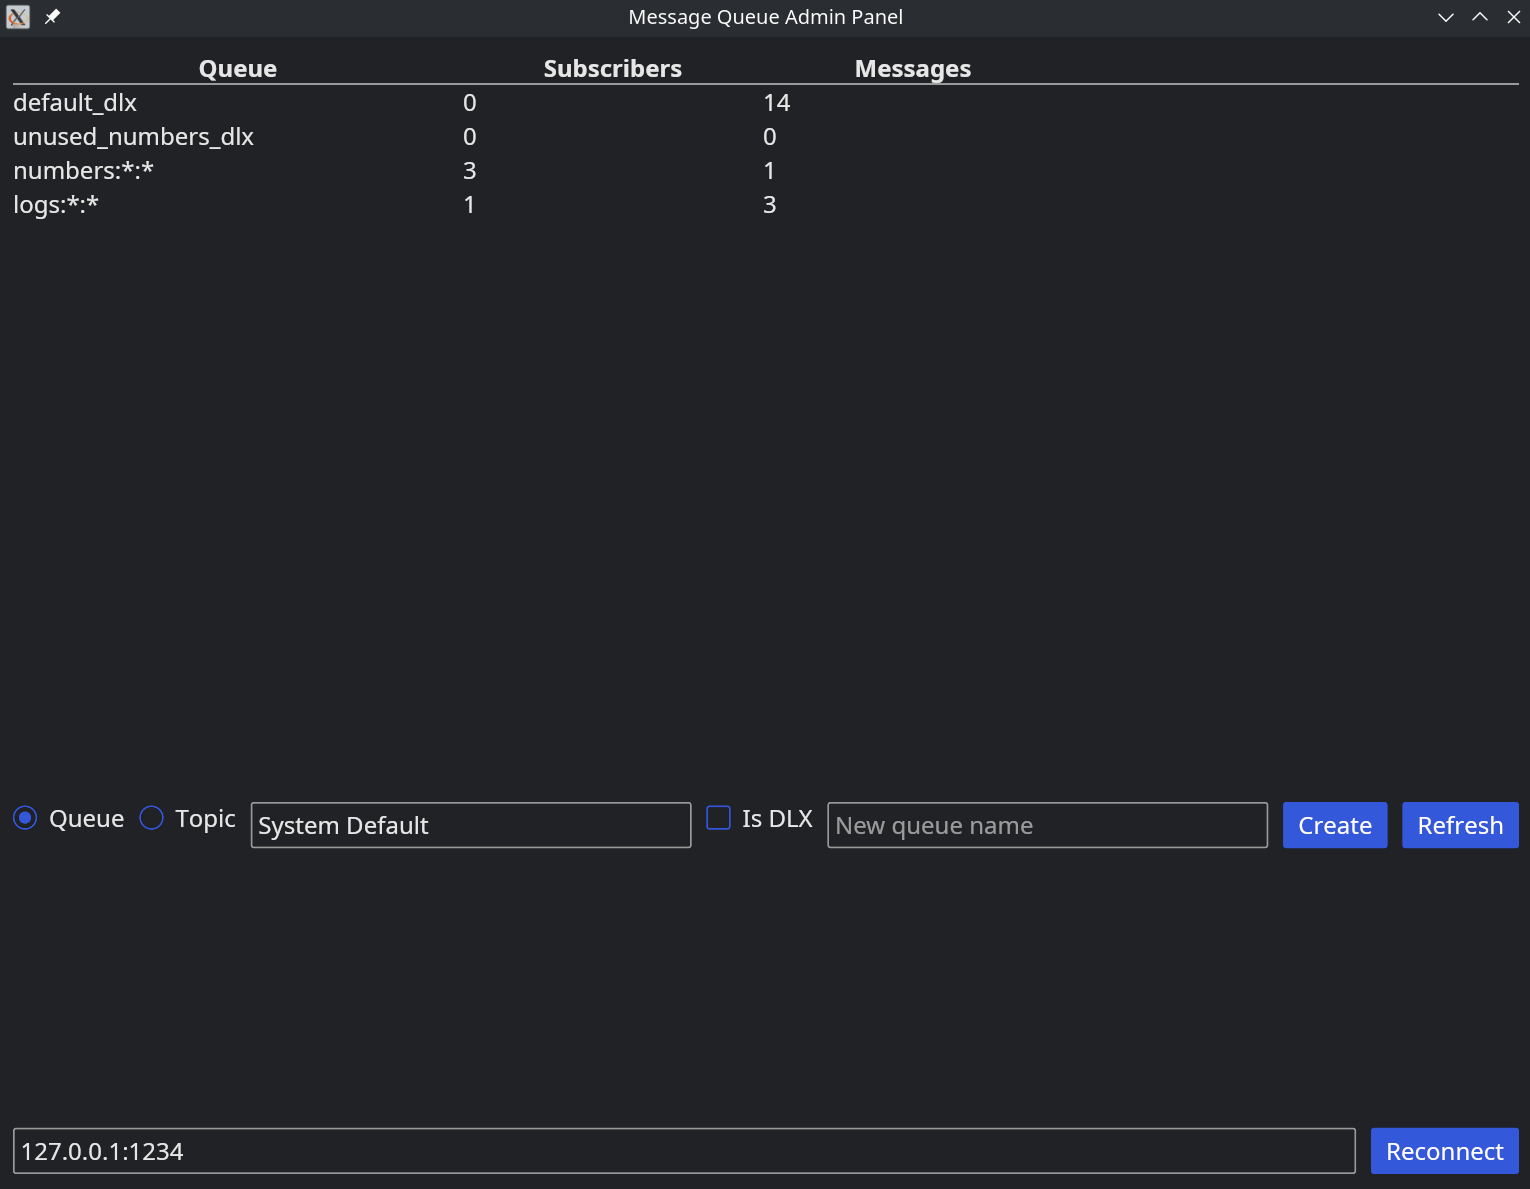 Message Queue Admin Panel
Queue Subscribers Messages
default_dlx 0 14
unused_numbers_dlx 0 0
numbers:*:* 3 1
logs:*:* 1 3
Queue Topic System Default Is DLX New queue name Create Refresh
127.0.0.1:1234 Reconnect